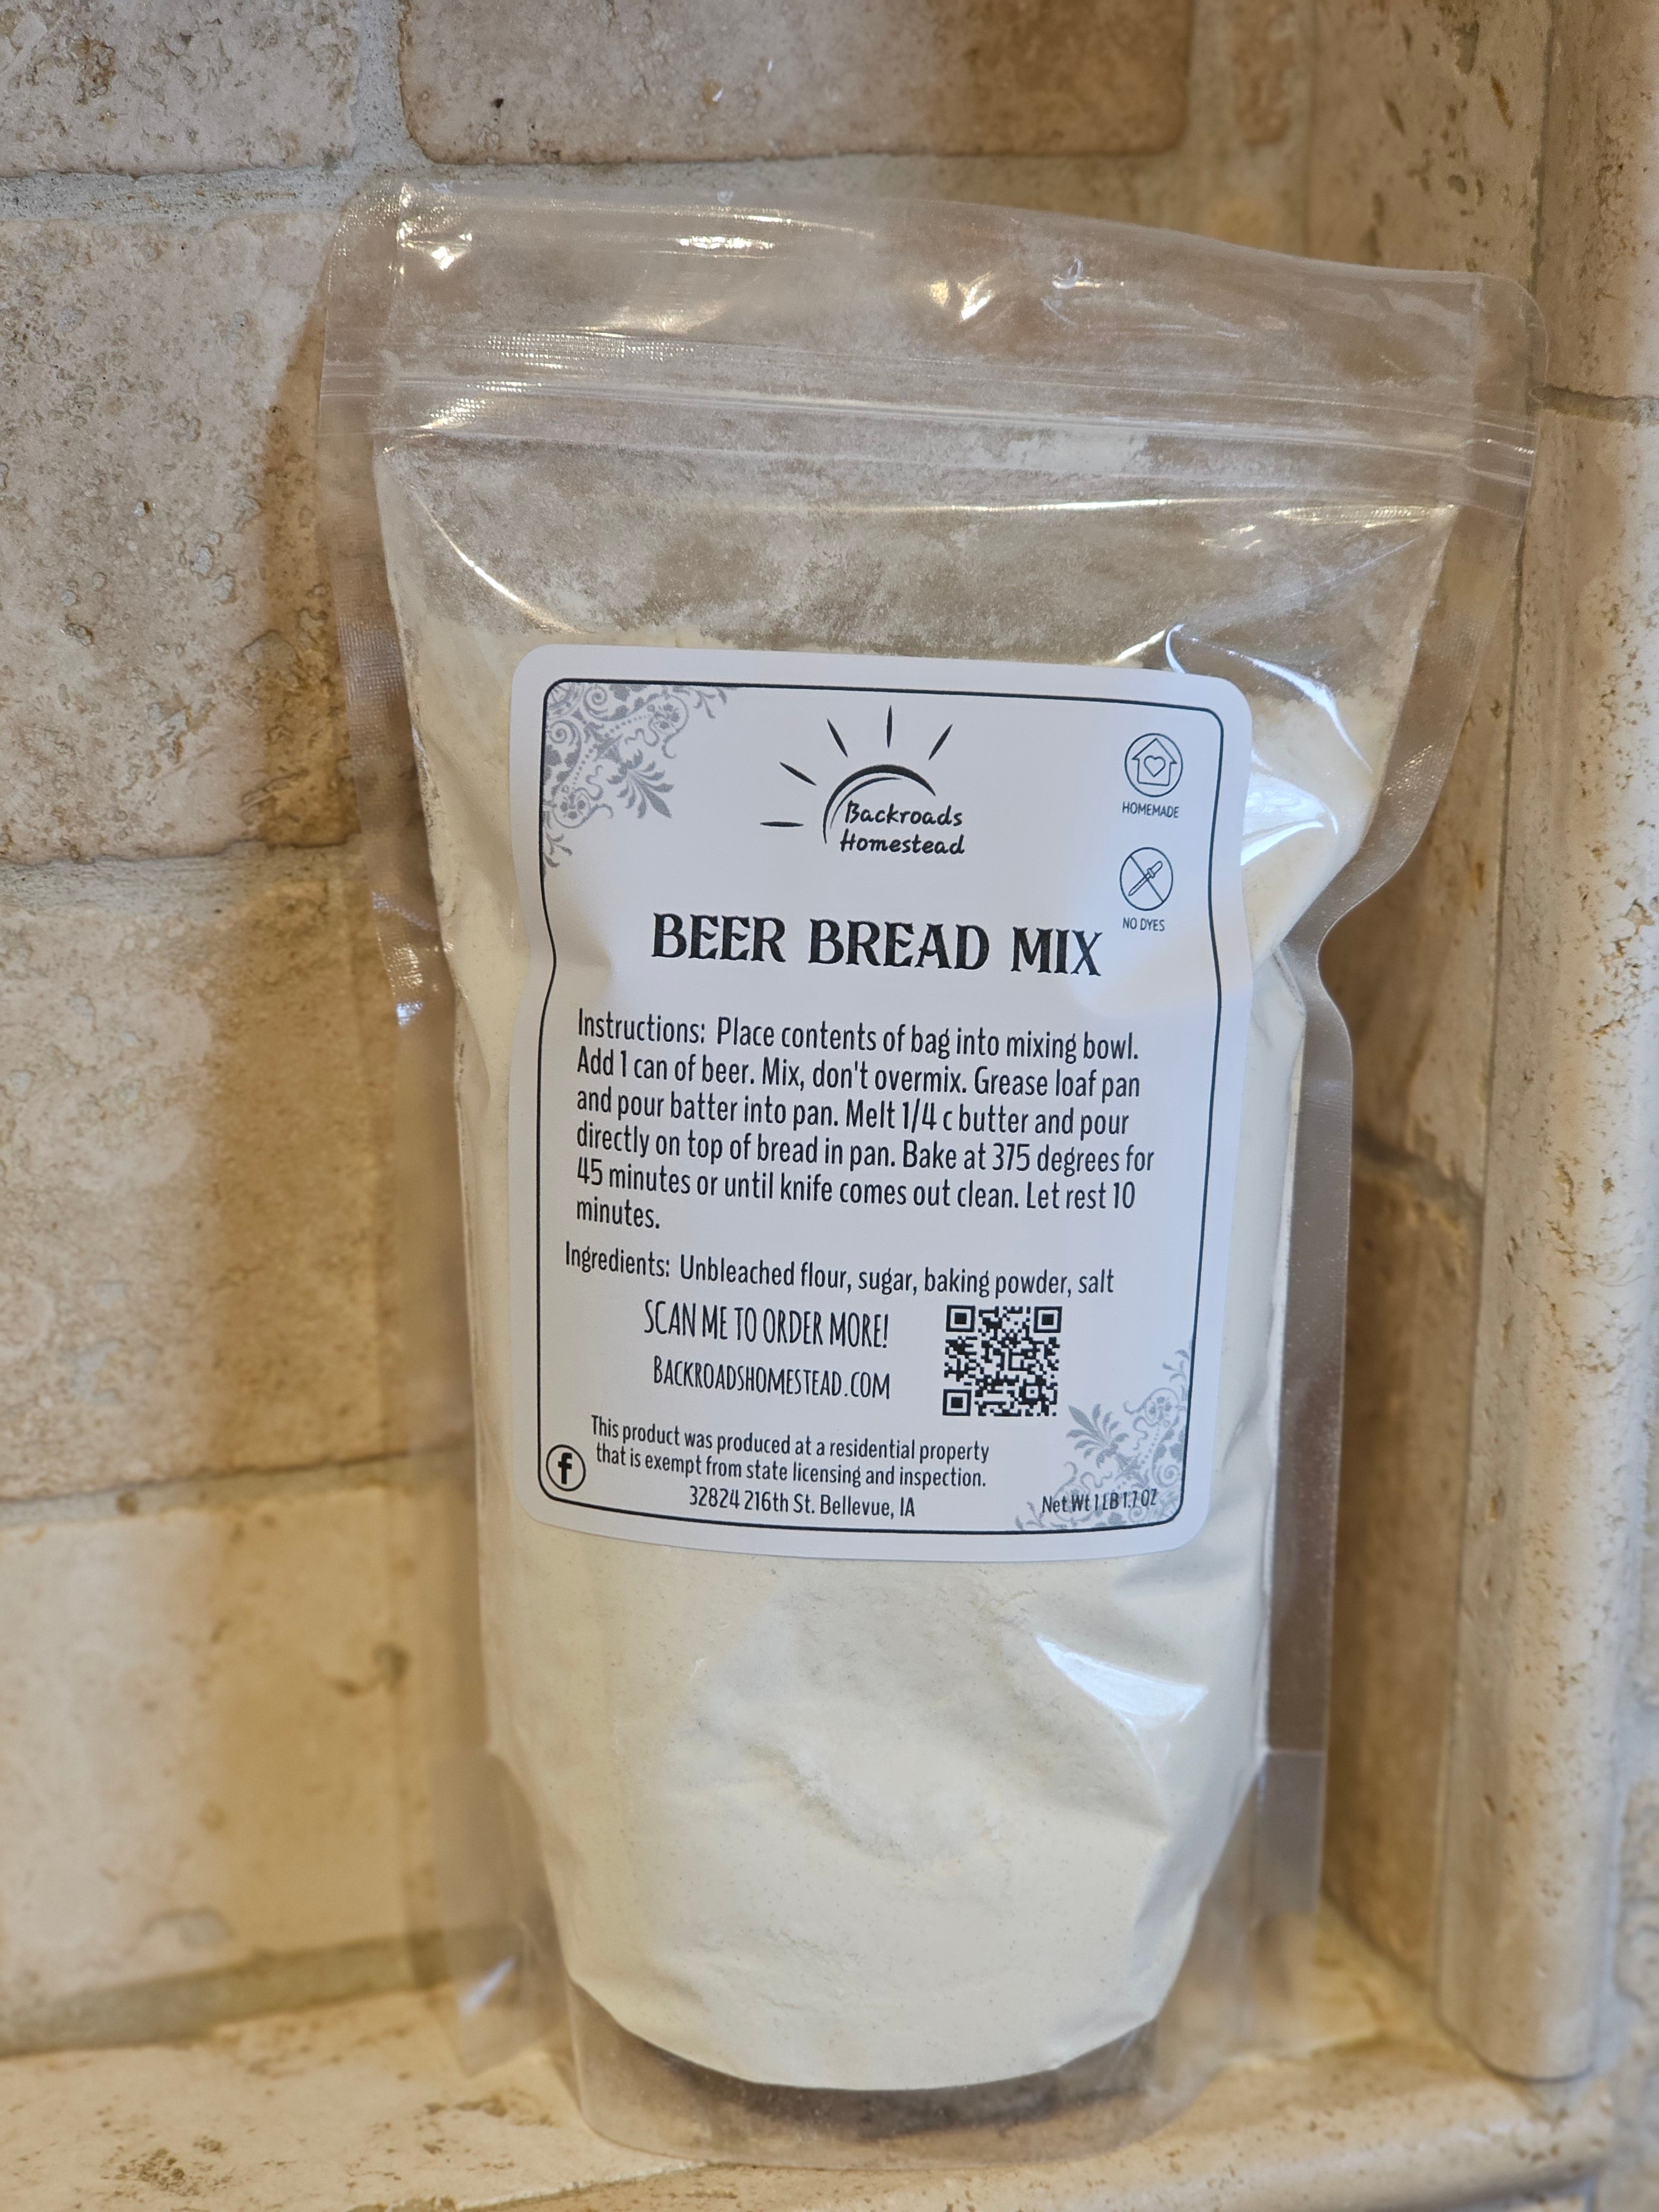 Backroads
Homestead
HOMEMADE
NO DYES
BEER BREAD MIX
Instructions: Place contents of bag into mixing bowl.
Add 1 can of beer. Mix, don't overmix. Grease loaf pan
and pour batter into pan. Melt 1/4 c butter and pour
directly on top of bread in pan. Bake at 375 degrees for
45 minutes or until knife comes out clean. Let rest 10
minutes.
Ingredients: Unbleached flour, sugar, baking powder, salt
SCAN ME TO ORDER MORE!
BACKROADSHOMESTEAD.COM
This product was produced at a residential property
that is exempt from state licensing and inspection.
32824 216th St. Bellevue, IA
Net Wt 1 LB 1.7 OZ
f